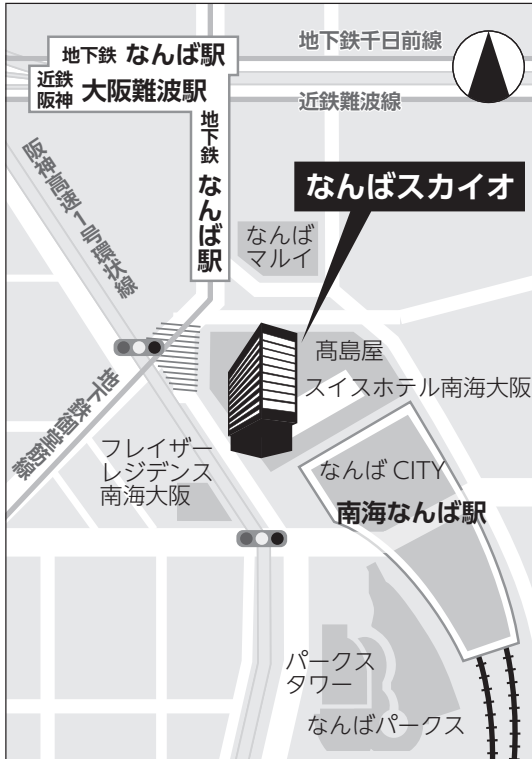 地下鉄 なんば駅
地下鉄千日前線
近鉄
阪神 大阪難波駅
近鉄難波線
地下鉄 なんば駅
阪神高速1号環状線
なんばスカイオ
なんば
マルイ
髙島屋
スイスホテル南海大阪
地下鉄御堂筋線
フレイザー
レジデンス
南海大阪
なんばCITY
南海なんば駅
パークス
タワー
なんばパークス